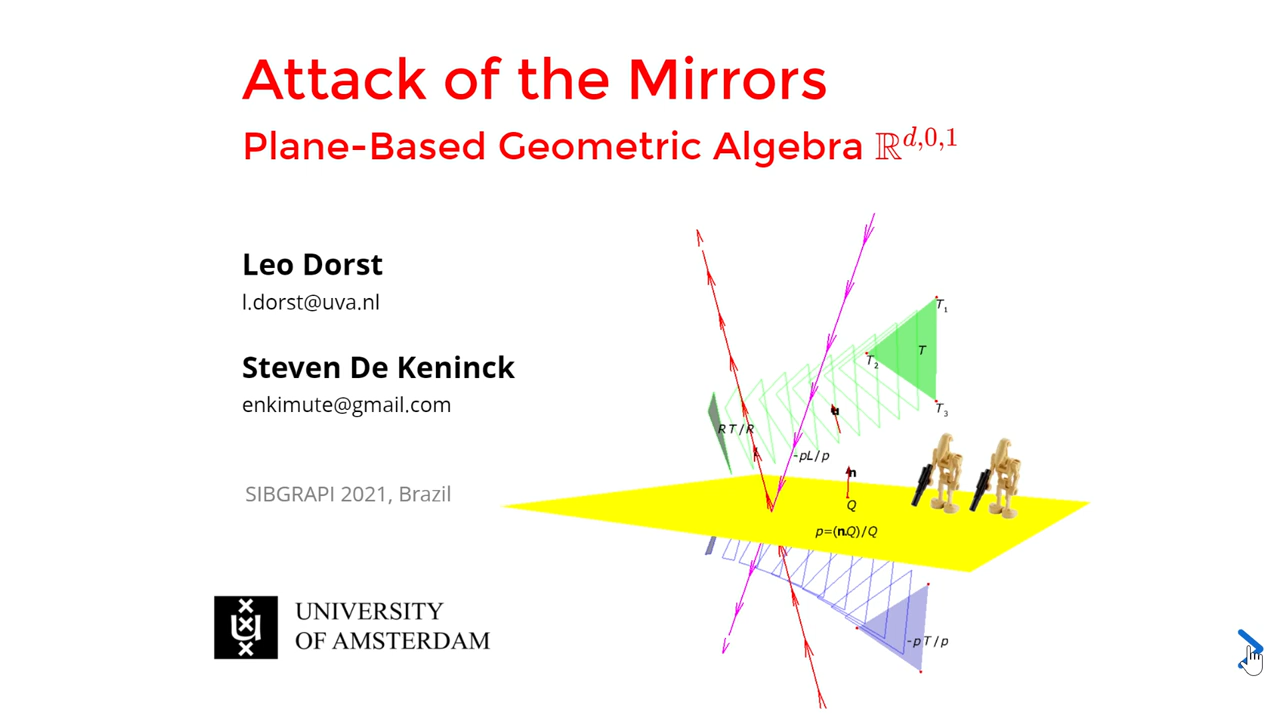 Attack of the Mirrors
Plane-Based Geometric Algebra ℝ^{d,0,1}
Leo Dorst
l.dorst@uva.nl
Steven De Keninck
enkimute@gmail.com
SIBGRAPI 2021, Brazil
UNIVERSITY
OF AMSTERDAM
T₁
T
T₂
T₃
u
R T / R
-pL/p
n
Q
p=(n.Q)/Q
-p T / p